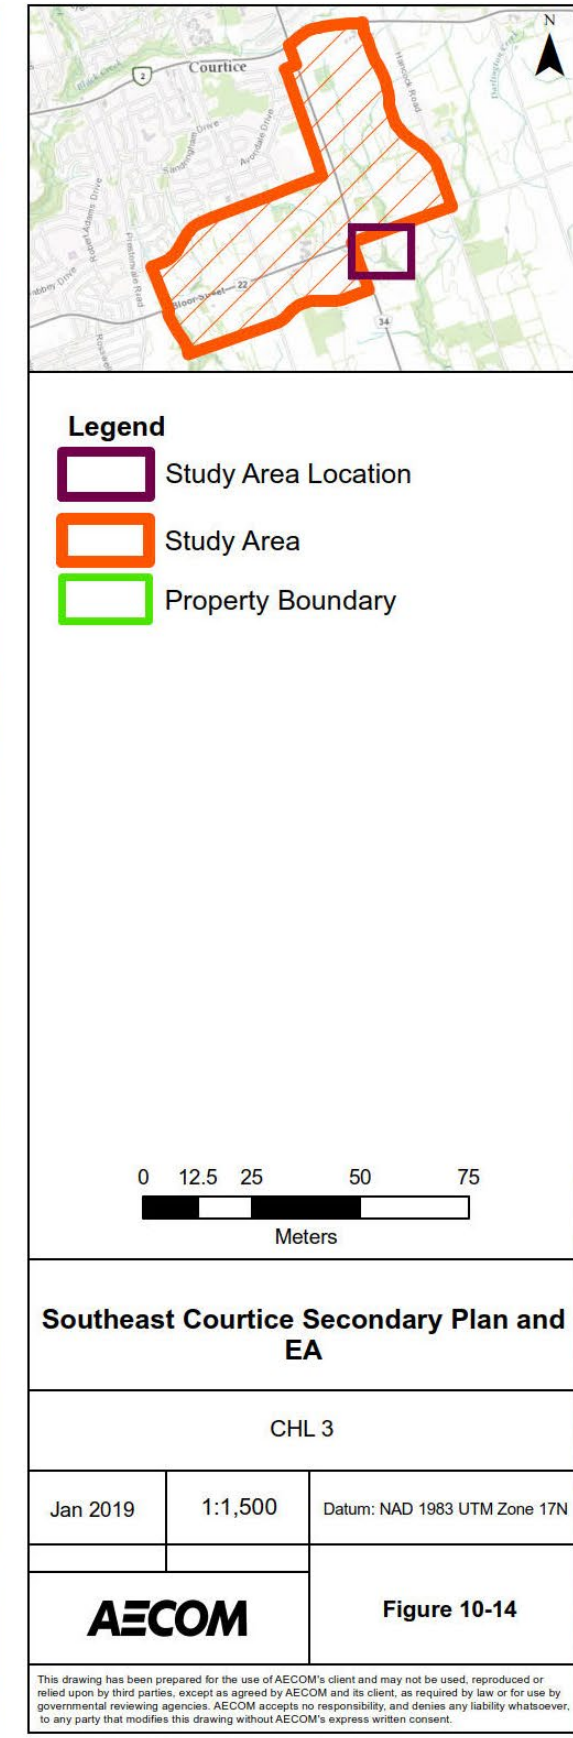 N
Black Creek
2
Courtice
Hancock Road
Darlington Creek
Sandringham Drive
Avondale Drive
Robert Adams Drive
Prestonvale Road
Bloor Street
22
34
Legend
Study Area Location
Study Area
Property Boundary
0 12.5 25 50 75
Meters
Southeast Courtice Secondary Plan and
EA
CHL 3
Jan 2019 1:1,500 Datum: NAD 1983 UTM Zone 17N
AECOM
Figure 10-14
This drawing has been prepared for the use of AECOM's client and may not be used, reproduced or
relied upon by third parties, except as agreed by AECOM and its client, as required by law or for use by
governmental reviewing agencies. AECOM accepts no responsibility, and denies any liability whatsoever,
to any party that modifies this drawing without AECOM's express written consent.